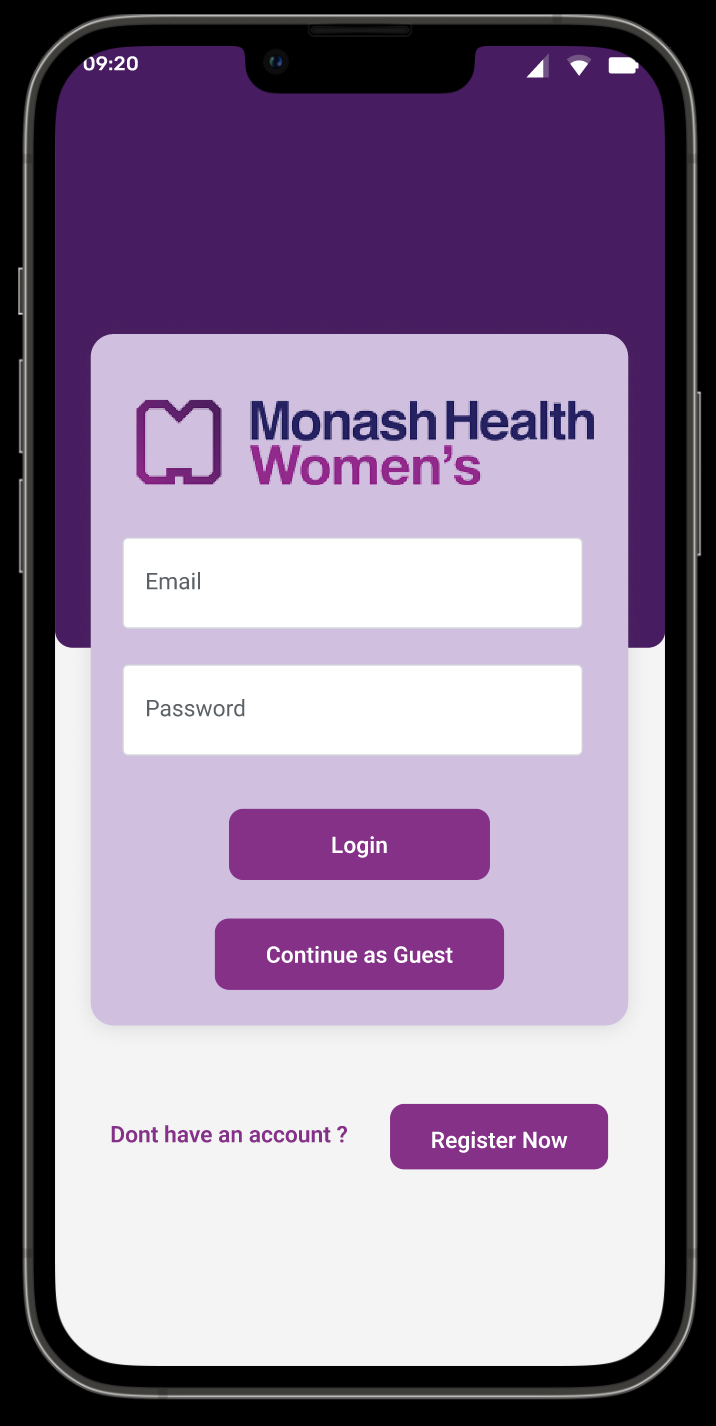 09:20
Monash Health
Women's
Email
Password
Login
Continue as Guest
Dont have an account ?
Register Now